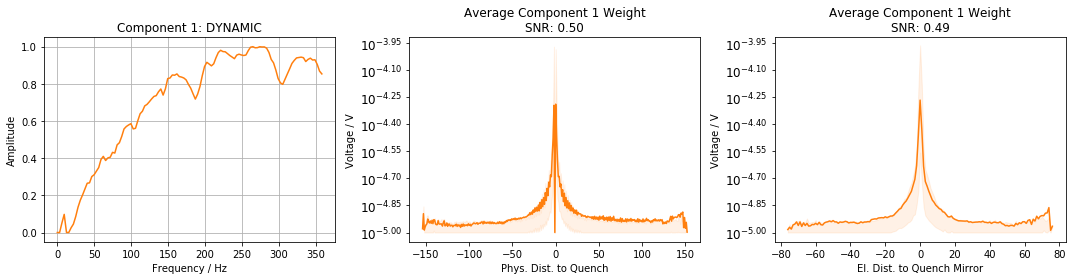 Component 1: DYNAMIC
Amplitude
1.0
0.8
0.6
0.4
0.2
0.0
0 50 100 150 200 250 300 350
Frequency / Hz
Average Component 1 Weight
SNR: 0.50
Voltage / V
10^−3.95
10^−4.10
10^−4.25
10^−4.40
10^−4.55
10^−4.70
10^−4.85
10^−5.00
−150 −100 −50 0 50 100 150
Phys. Dist. to Quench
Average Component 1 Weight
SNR: 0.49
Voltage / V
10^−3.95
10^−4.10
10^−4.25
10^−4.40
10^−4.55
10^−4.70
10^−4.85
10^−5.00
−80 −60 −40 −20 0 20 40 60 80
El. Dist. to Quench Mirror